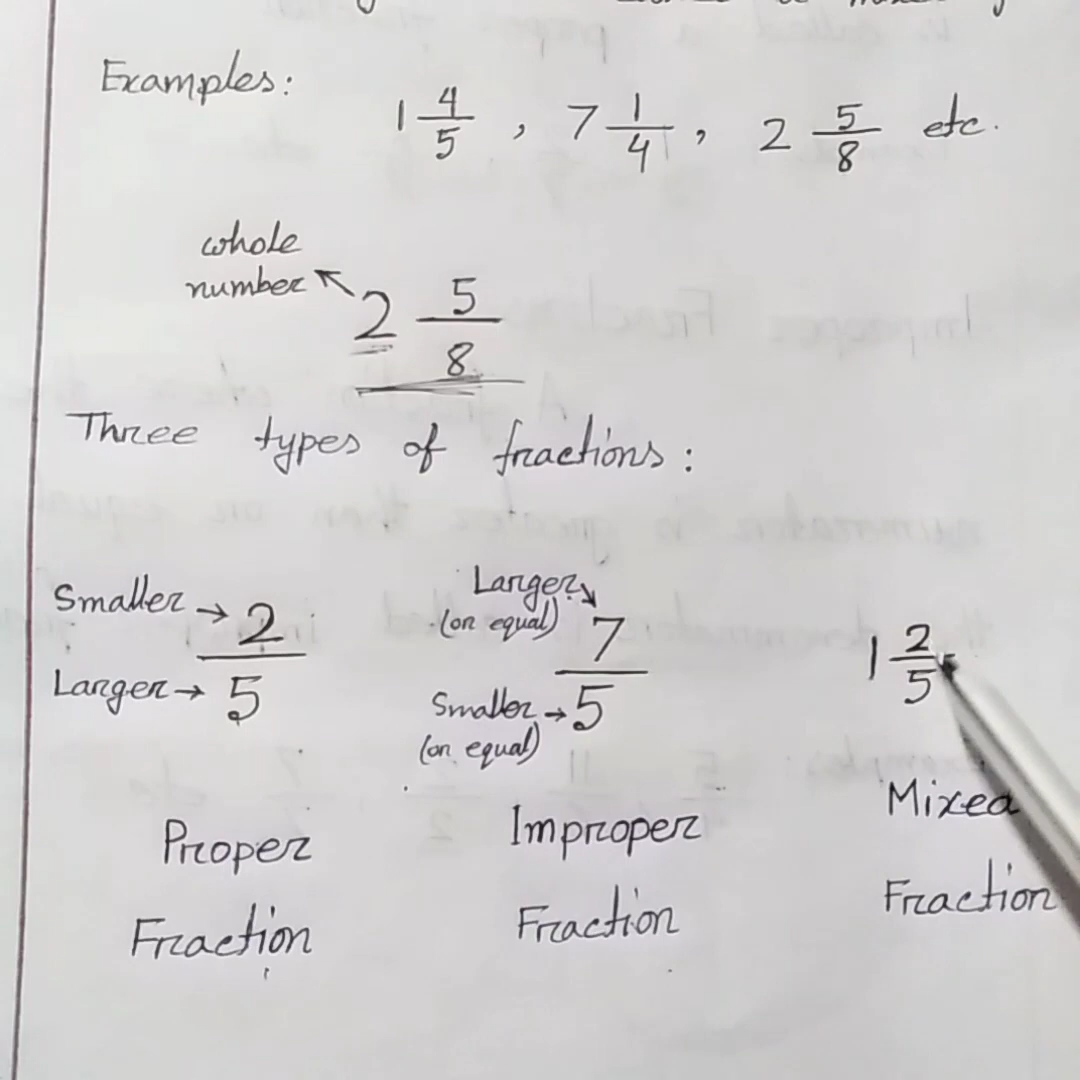 Examples: 1 4/5 , 7 1/4 , 2 5/8 etc.
whole
number
2 5/8
Three types of fractions:
Smaller → 2
Larger → 5
Larger
(or equal) 7
Smaller → 5
(or equal)
1 2/5
Proper
Fraction
Improper
Fraction
Mixed
Fraction